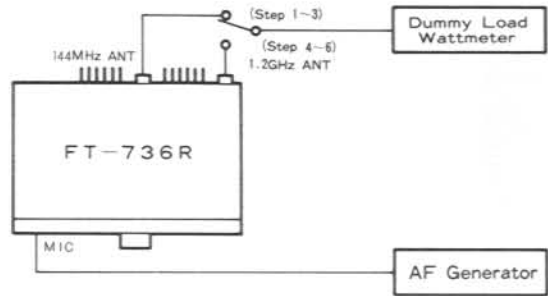 (Step 1~3)
Dummy Load
Wattmeter
(Step 4~6)
144MHz ANT
1.2GHz ANT
FT-736R
MIC
AF Generator